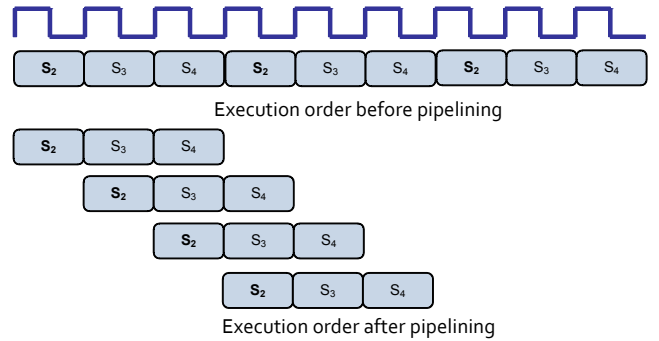 S₂ S₃ S₄ S₂ S₃ S₄ S₂ S₃ S₄
Execution order before pipelining
S₂ S₃ S₄
S₂ S₃ S₄
S₂ S₃ S₄
S₂ S₃ S₄
Execution order after pipelining